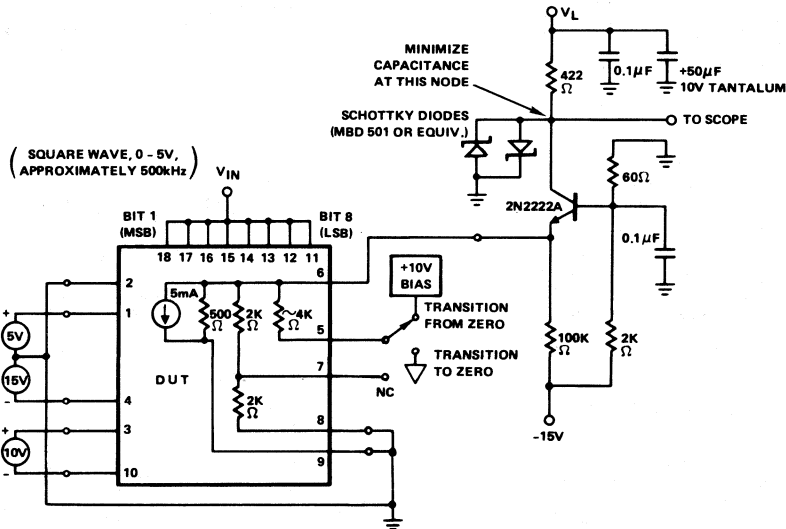 VL
MINIMIZE
CAPACITANCE
AT THIS NODE
422
Ω
0.1μF
+50μF
10V TANTALUM
SCHOTTKY DIODES
(MBD 501 OR EQUIV.)
TO SCOPE
(SQUARE WAVE, 0 – 5V,
APPROXIMATELY 500kHz)
VIN
60Ω
2N2222A
BIT 1
(MSB)
BIT 8
(LSB)
0.1μF
18 17 16 15 14 13 12 11
6
+10V
BIAS
2
5mA
500
Ω
2K
Ω
~4K
Ω
TRANSITION
FROM ZERO
1
5
5V
100K
Ω
2K
Ω
TRANSITION
TO ZERO
15V
DUT
7
NC
4
2K
Ω
8
3
10V
9
-15V
10
+
-
+
-